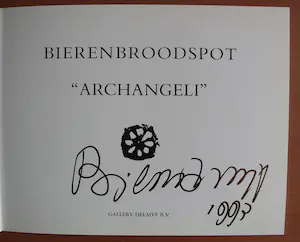 BIERENBROODSPOT
"ARCHANGELI"
1993
GALLERY DELAIVE B.V.